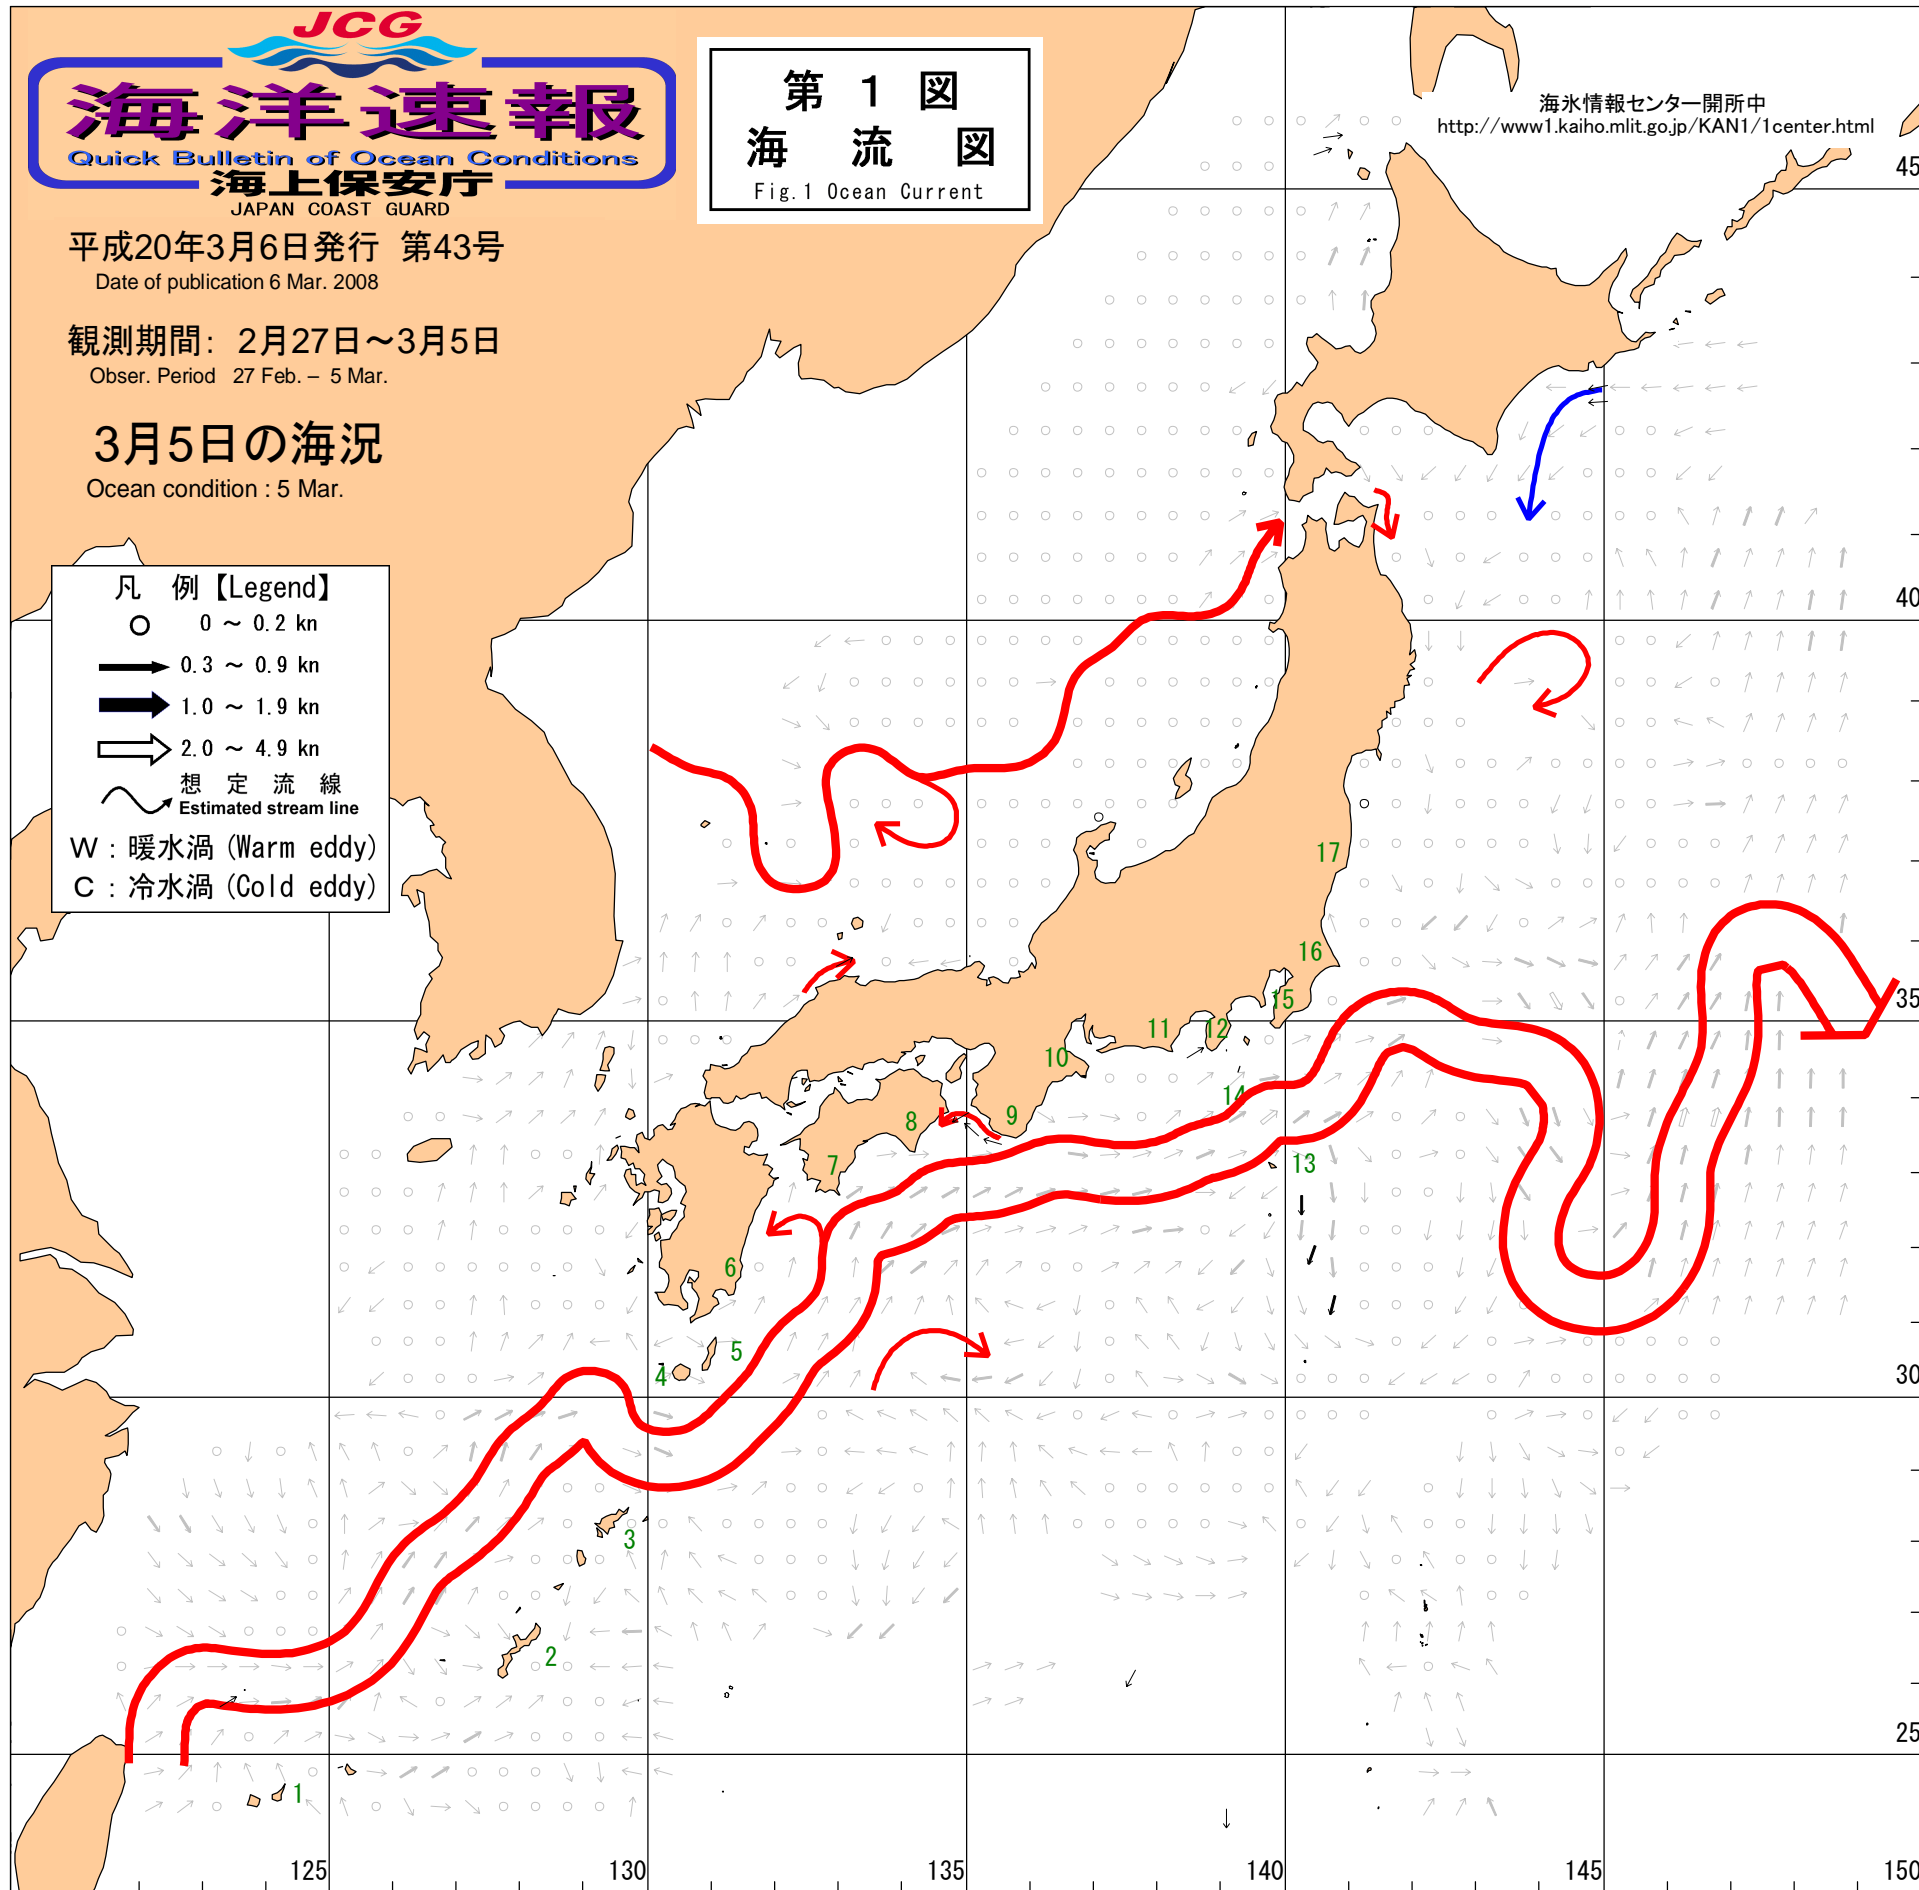 JCG
海洋速報
Quick Bulletin of Ocean Conditions
海上保安庁
JAPAN COAST GUARD
平成20年3月6日発行 第43号
Date of publication 6 Mar. 2008
観測期間: 2月27日～3月5日
Obser. Period 27 Feb. – 5 Mar.
3月5日の海況
Ocean condition : 5 Mar.
第 1 図
海 流 図
Fig.1 Ocean Current
海氷情報センター開所中
http://www1.kaiho.mlit.go.jp/KAN1/1center.html
凡 例【Legend】
0 ～ 0.2 kn
0.3 ～ 0.9 kn
1.0 ～ 1.9 kn
2.0 ～ 4.9 kn
想 定 流 線
Estimated stream line
W : 暖水渦 (Warm eddy)
C : 冷水渦 (Cold eddy)
45
40
17
16
35
15
12
11
10
14
9
8
7
13
6
5
4
30
3
2
25
1
125
130
135
140
145
150